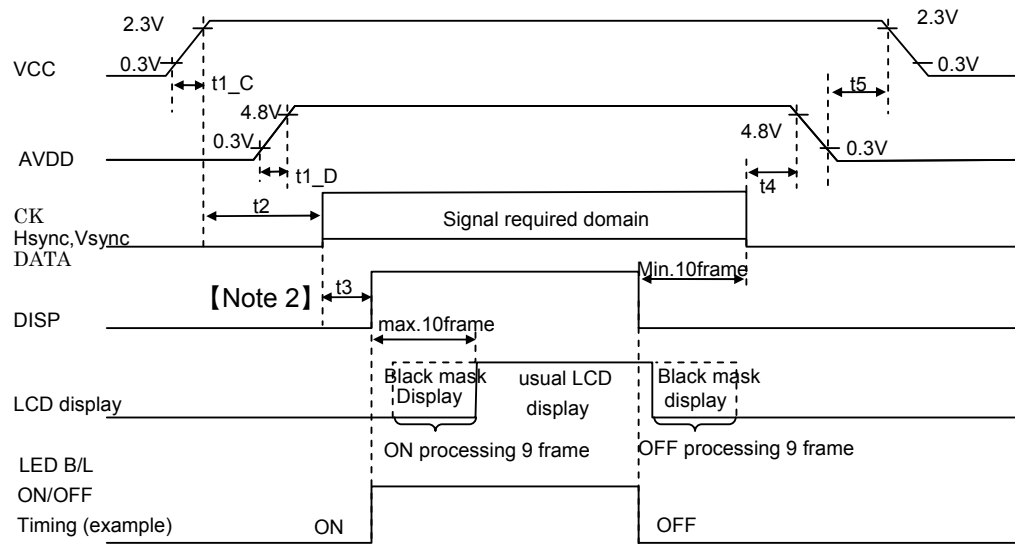 2.3V
2.3V
VCC
0.3V
0.3V
t1_C
t5
4.8V
4.8V
0.3V
0.3V
AVDD
t1_D
t4
t2
CK
Hsync,Vsync
DATA
Signal required domain
Min.10frame
【Note 2】
t3
DISP
max.10frame
Black mask
Display
usual LCD
display
Black mask
display
LCD display
ON processing 9 frame
OFF processing 9 frame
LED B/L
ON/OFF
Timing (example)
ON
OFF